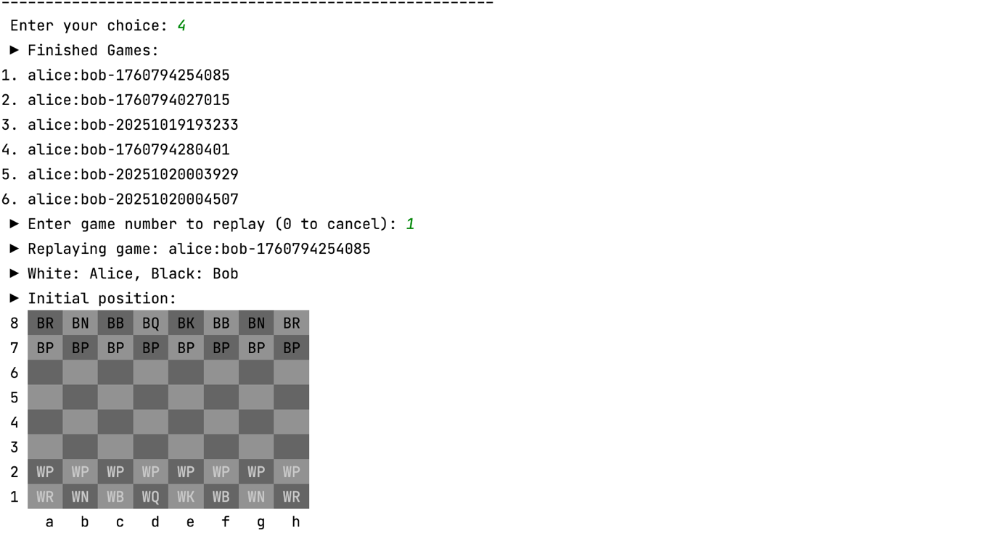 --------------------------------------------------------
Enter your choice: 4
► Finished Games:
1. alice:bob-1760794254085
2. alice:bob-1760794027015
3. alice:bob-20251019193233
4. alice:bob-1760794280401
5. alice:bob-20251020003929
6. alice:bob-20251020004507
► Enter game number to replay (0 to cancel): 1
► Replaying game: alice:bob-1760794254085
► White: Alice, Black: Bob
► Initial position:
8 BR BN BB BQ BK BB BN BR
7 BP BP BP BP BP BP BP BP
6
5
4
3
2 WP WP WP WP WP WP WP WP
1 WR WN WB WQ WK WB WN WR
a b c d e f g h